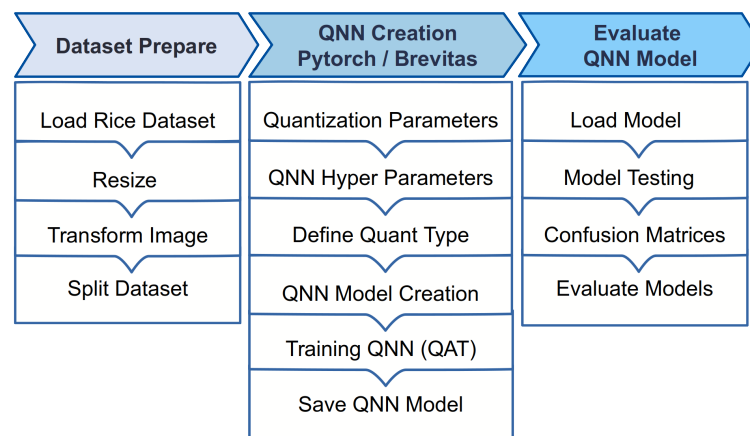 Dataset Prepare
Load Rice Dataset
Resize
Transform Image
Split Dataset
QNN Creation
Pytorch / Brevitas
Quantization Parameters
QNN Hyper Parameters
Define Quant Type
QNN Model Creation
Training QNN (QAT)
Save QNN Model
Evaluate
QNN Model
Load Model
Model Testing
Confusion Matrices
Evaluate Models